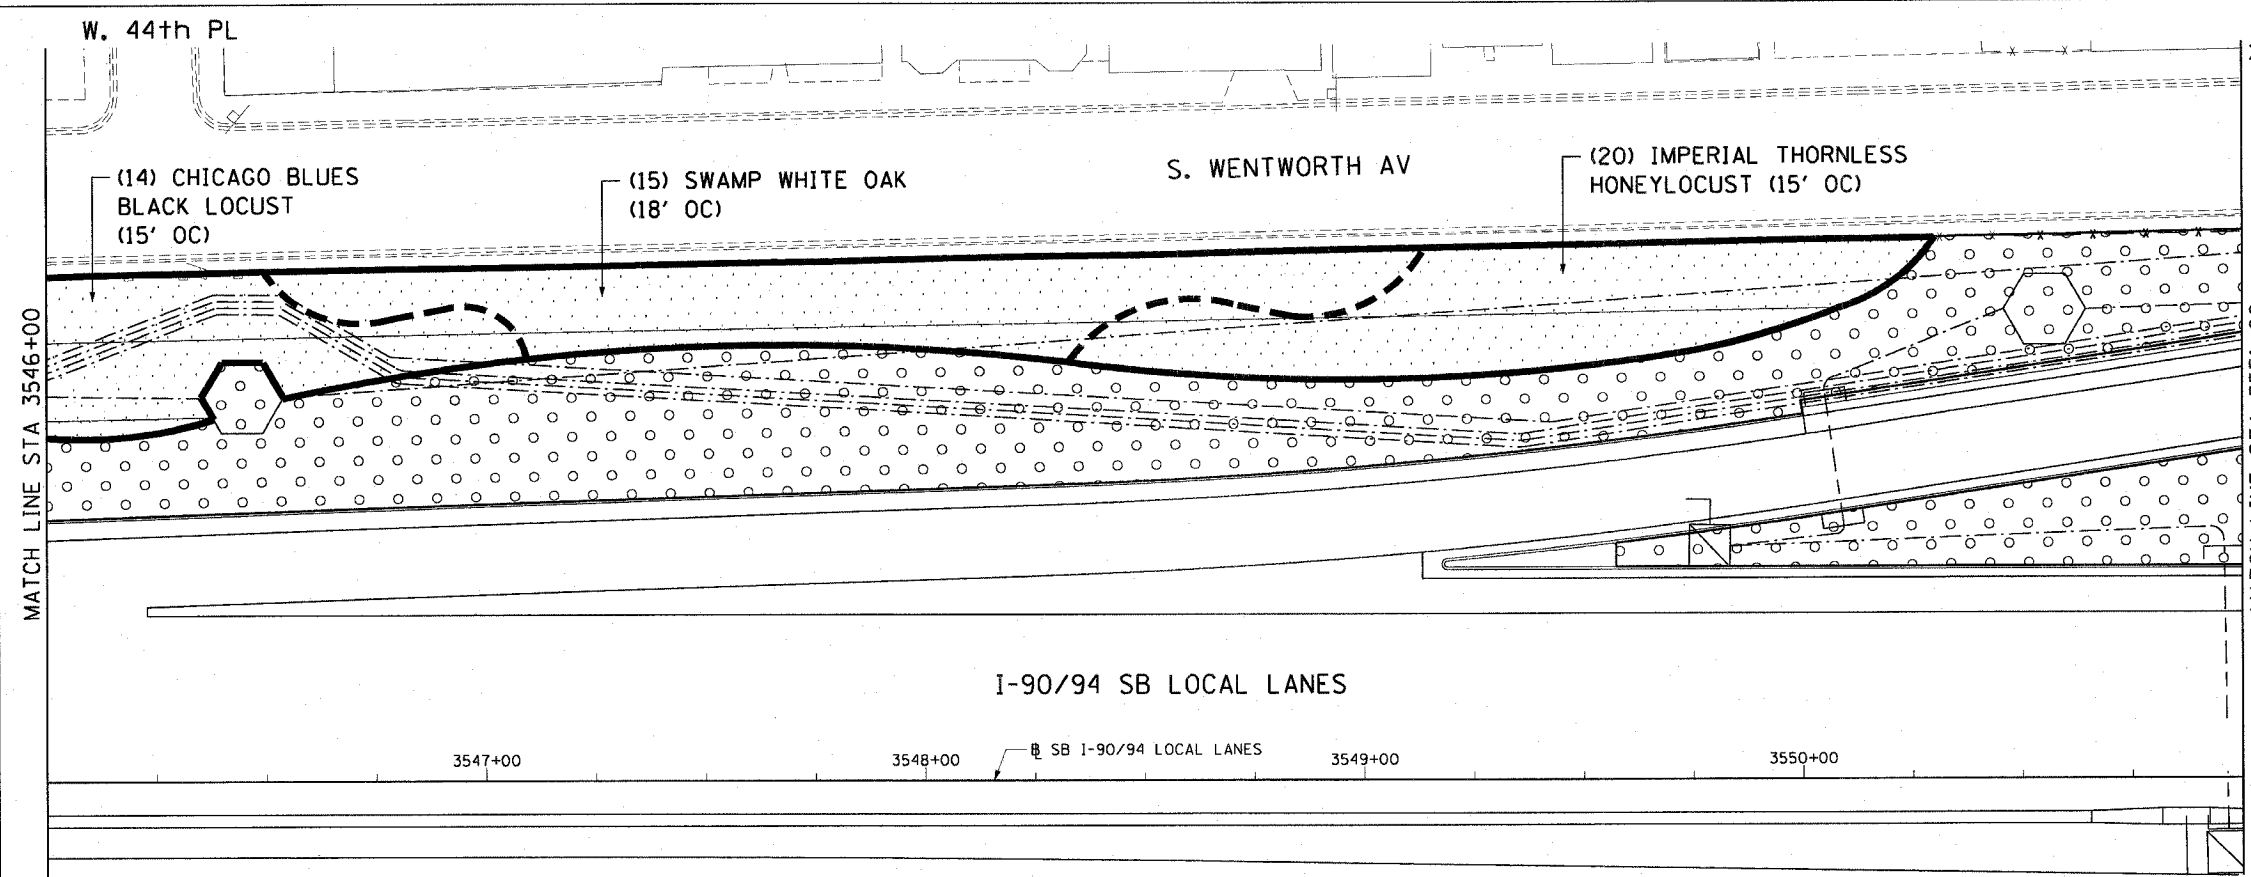 W. 44th PL
(14) CHICAGO BLUES
BLACK LOCUST
(15' OC)
(15) SWAMP WHITE OAK
(18' OC)
S. WENTWORTH AV
(20) IMPERIAL THORNLESS
HONEYLOCUST (15' OC)
MATCH LINE STA 3546+00
I-90/94 SB LOCAL LANES
3547+00
3548+00
℄ SB I-90/94 LOCAL LANES
3549+00
3550+00